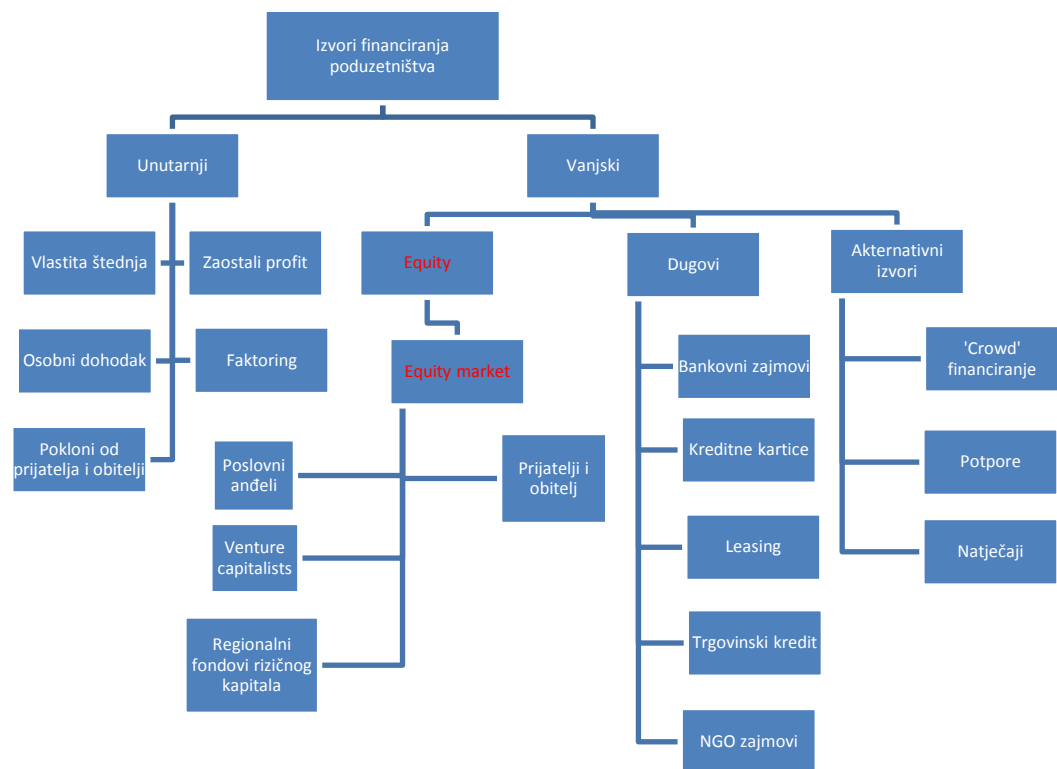 Izvori financiranja
poduzetništva
Unutarnji
Vanjski
Vlastita štednja
Zaostali profit
Osobni dohodak
Faktoring
Pokloni od
prijatelja i obitelji
Equity
Equity market
Poslovni
anđeli
Prijatelji i
obitelj
Venture
capitalists
Regionalni
fondovi rizičnog
kapitala
Dugovi
Bankovni zajmovi
Kreditne kartice
Leasing
Trgovinski kredit
NGO zajmovi
Akternativni
izvori
'Crowd'
financiranje
Potpore
Natječaji